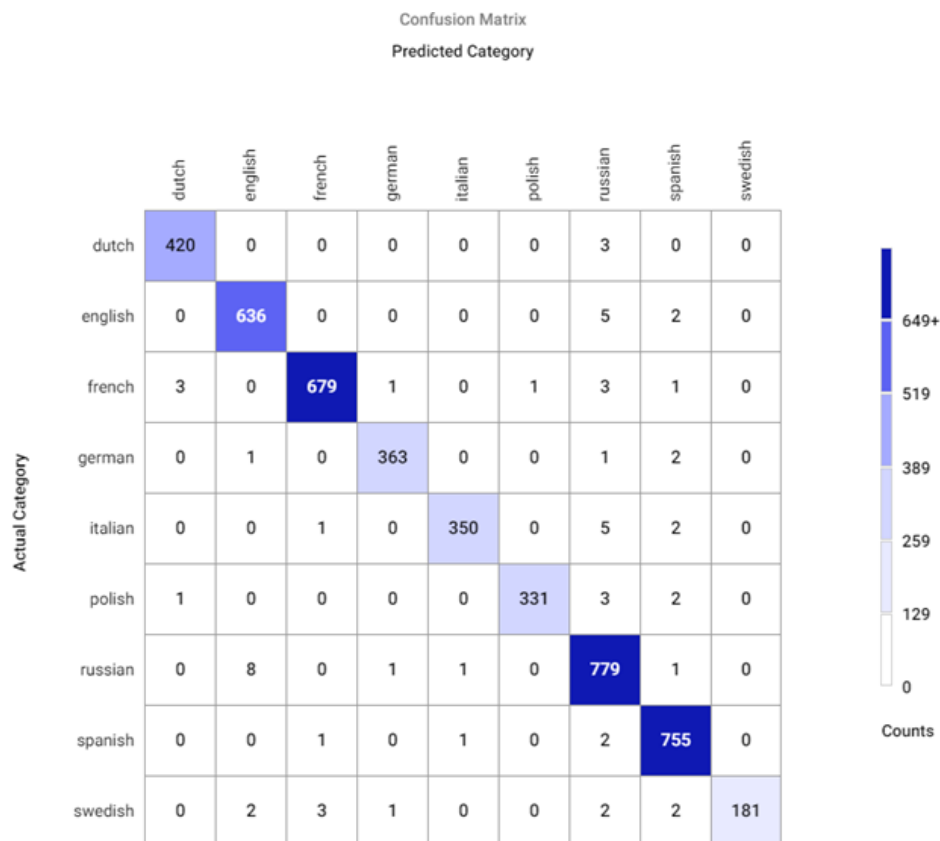 Confusion Matrix
Predicted Category
dutch english french german italian polish russian spanish swedish
dutch 420 0 0 0 0 0 3 0 0
english 0 636 0 0 0 0 5 2 0
french 3 0 679 1 0 1 3 1 0
german 0 1 0 363 0 0 1 2 0
italian 0 0 1 0 350 0 5 2 0
polish 1 0 0 0 0 331 3 2 0
russian 0 8 0 1 1 0 779 1 0
spanish 0 0 1 0 1 0 2 755 0
swedish 0 2 3 1 0 0 2 2 181
Actual Category
649+
519
389
259
129
0
Counts